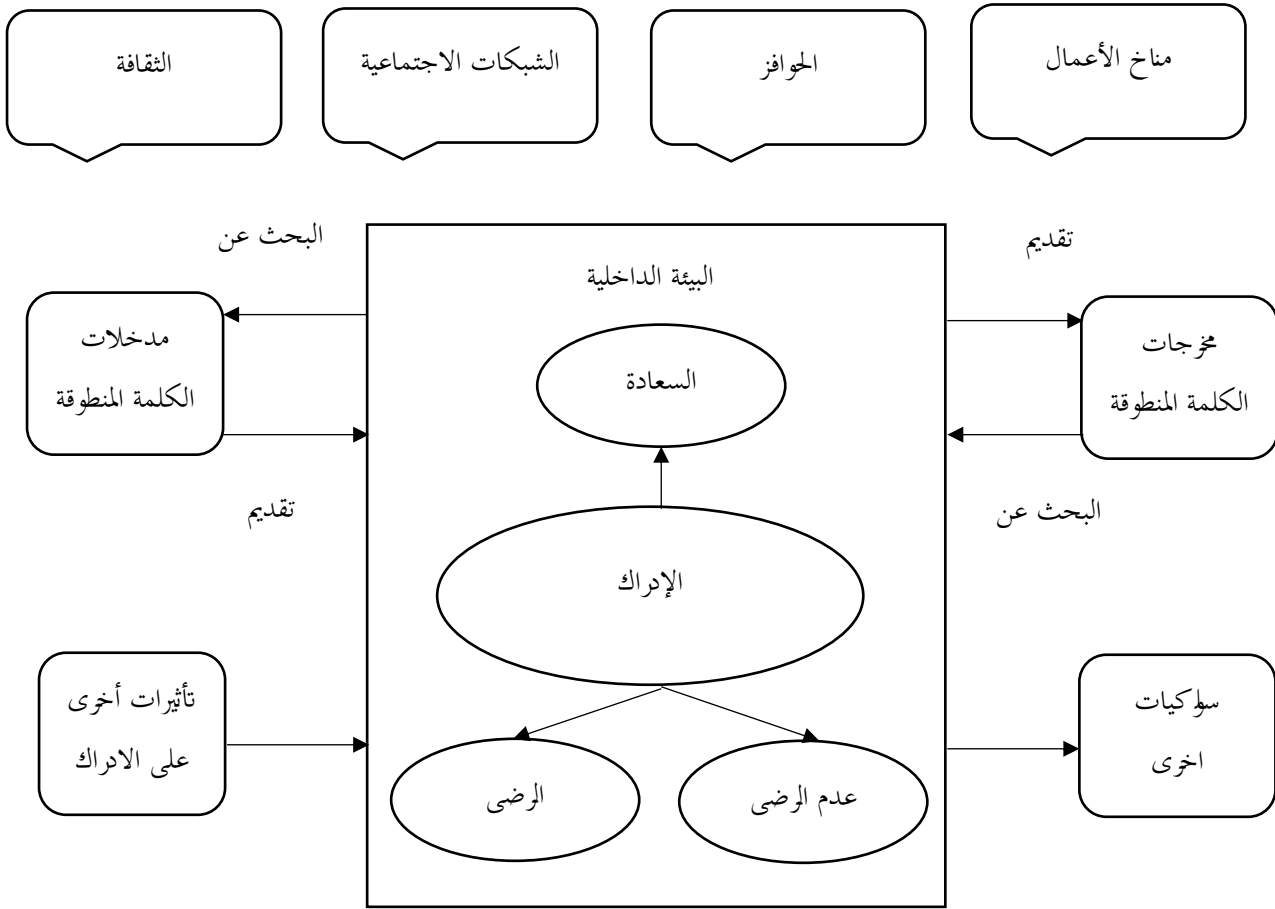 مناخ الأعمال
الحوافز
الشبكات الاجتماعية
الثقافة
تقديم
البحث عن
البيئة الداخلية
مخرجات
الكلمة المنطوقة
السعادة
مدخلات
الكلمة المنطوقة
البحث عن
تقديم
الإدراك
سلوكيات
اخرى
عدم الرضى
الرضى
تأثيرات أخرى
على الادراك